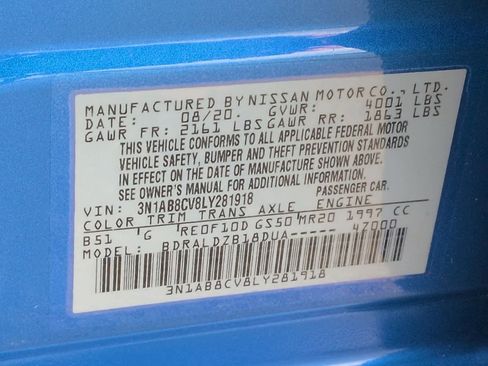 MANUFACTURED BY NISSAN MOTOR CO., LTD.
DATE: 08/20. GVWR: 4001 LBS
GAWR FR: 2161 LBS GAWR RR: 1863 LBS
THIS VEHICLE CONFORMS TO ALL APPLICABLE FEDERAL MOTOR
VEHICLE SAFETY, BUMPER AND THEFT PREVENTION STANDARDS
IN EFFECT ON THE DATE OF MANUFACTURE SHOWN ABOVE.
SEE OWNER'S MANUAL FOR ADDITIONAL INFORMATION.
VIN: 3N1AB8CV8LY281918 PASSENGER CAR.
COLOR TRIM TRANS AXLE ENGINE
B51 G RE0F10D GS50 MR20 1997 CC
MODEL: BDRALDZB18DUA----- 47000
3N1AB8CV8LY281918